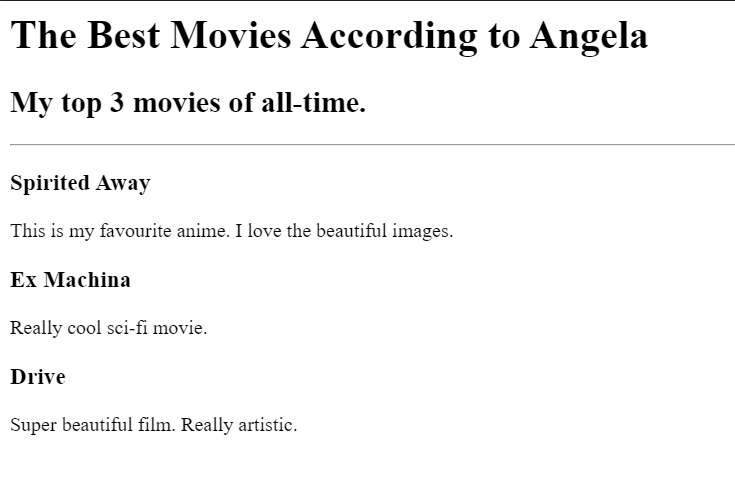 The Best Movies According to Angela
My top 3 movies of all-time.
Spirited Away
This is my favourite anime. I love the beautiful images.
Ex Machina
Really cool sci-fi movie.
Drive
Super beautiful film. Really artistic.